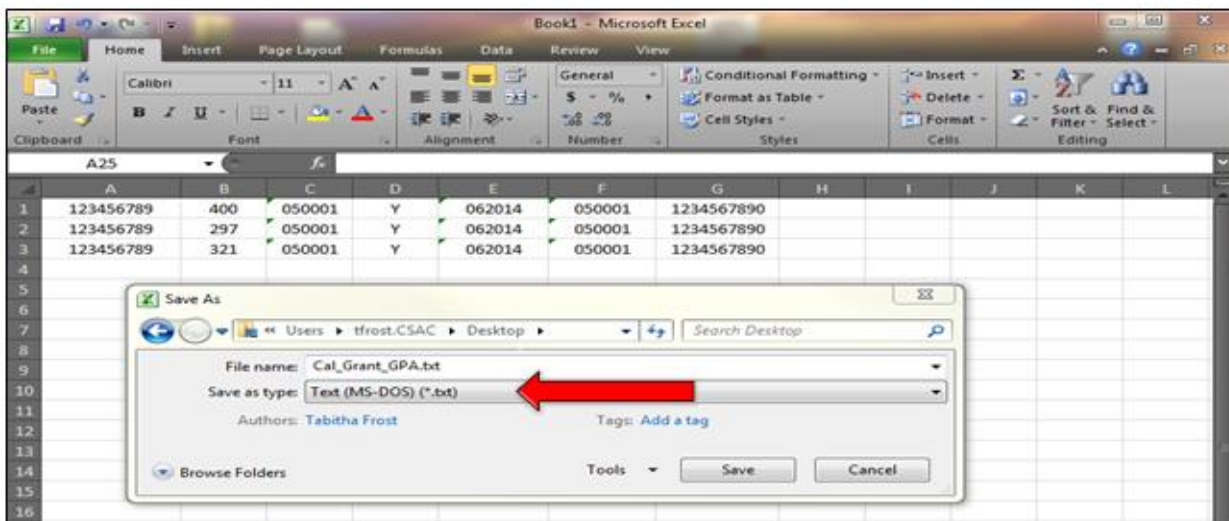 Book1 - Microsoft Excel
File Home Insert Page Layout Formulas Data Review View
Paste
Calibri 11 A A
General
Conditional Formatting
Insert
Σ
B I U
A
$ % ,
Format as Table
Delete
Sort & Find &
Cell Styles
Format
Filter Select
Clipboard Font Alignment Number Styles Cells Editing
A25 fx
A B C D E F G H I J K L
1 123456789 400 050001 Y 062014 050001 1234567890
2 123456789 297 050001 Y 062014 050001 1234567890
3 123456789 321 050001 Y 062014 050001 1234567890
4
5
6
7
8
9
10
11
12
13
14
15
16
Save As
« Users tfrost.CSAC Desktop Search Desktop
File name: Cal_Grant_GPA.txt
Save as type: Text (MS-DOS) (*.txt)
Authors: Tabitha Frost Tags: Add a tag
Browse Folders Tools Save Cancel